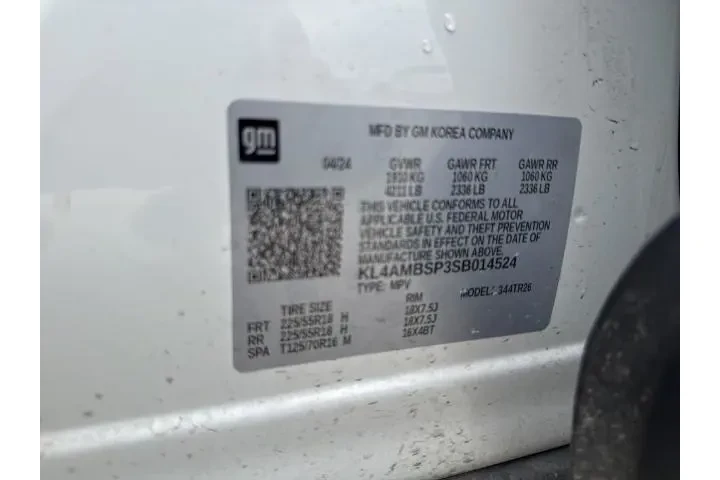 gm
MFD BY GM KOREA COMPANY
04/24 GVWR GAWR FRT GAWR RR
1910 KG 1060 KG 1060 KG
4211 LB 2336 LB 2336 LB
THIS VEHICLE CONFORMS TO ALL
APPLICABLE U.S. FEDERAL MOTOR
VEHICLE SAFETY AND THEFT PREVENTION
STANDARDS IN EFFECT ON THE DATE OF
MANUFACTURE SHOWN ABOVE.
KL4AMBSP3SB014524
TYPE: MPV MODEL: 344TR26
TIRE SIZE RIM
FRT 225/55R18 H 18X7.5J
RR 225/55R18 H 18X7.5J
SPA T125/70R16 M 16X4BT